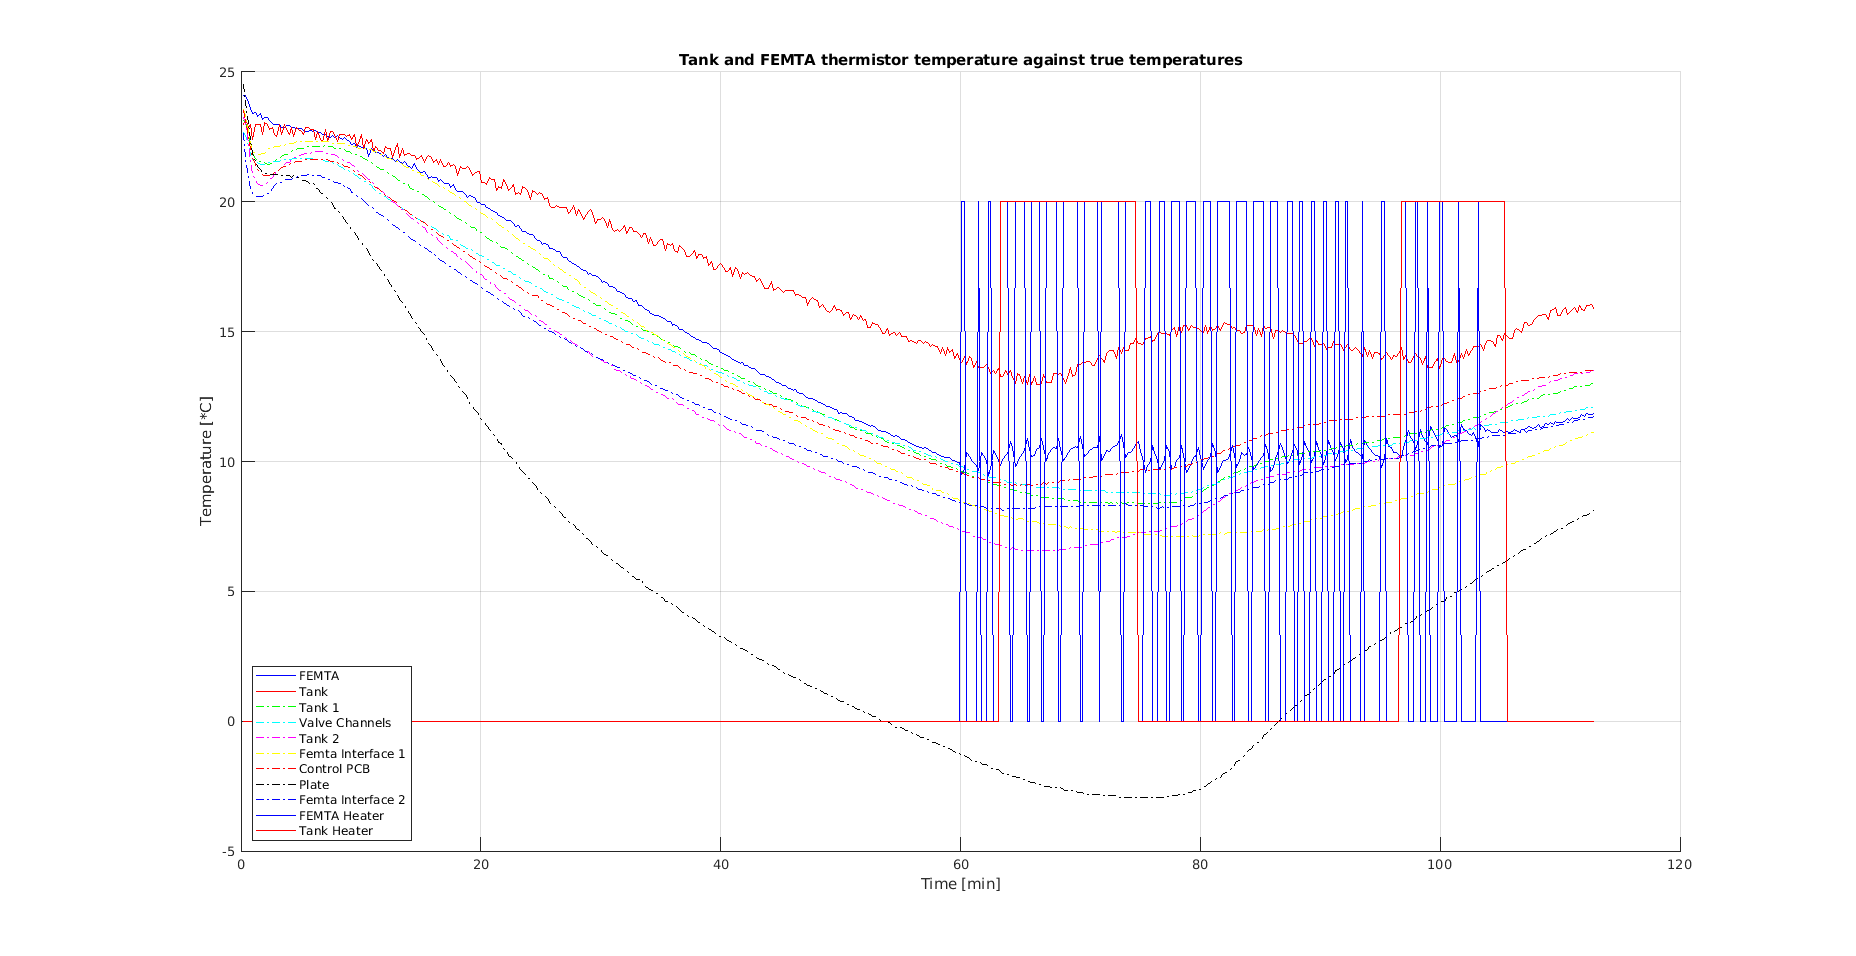 Tank and FEMTA thermistor temperature against true temperatures
25
20
15
10
5
0
-5
Temperature [*C]
FEMTA
Tank
Tank 1
Valve Channels
Tank 2
Femta Interface 1
Control PCB
Plate
Femta Interface 2
FEMTA Heater
Tank Heater
0 20 40 60 80 100 120
Time [min]